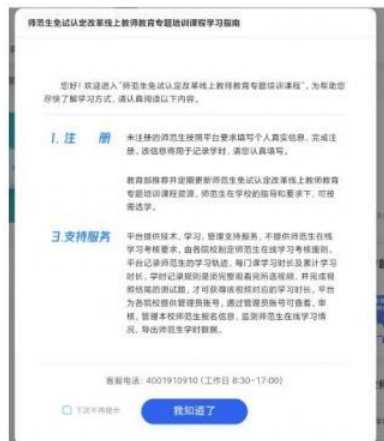 师范生免试认定改革线上教师教育专题培训课程学习指南
您好！欢迎进入"师范生免试认定改革线上教师教育专题培训课程"，为帮助您
尽快了解学习方式，请认真阅读以下内容。
1. 注 册
未注册的师范生按照平台要求填写个人真实信息，完成注
册，该信息将用于记录学时，请您认真填写。
教育部推荐并定期更新师范生免试认定改革线上教师教育
专题培训课程资源，师范生在学校的指导和要求下，可按
需选学。
3.支持服务
平台提供技术、学习、管理支持服务，不提供师范生在线
学习考核要求，由各院校制定师范生在线学习考核细则。
平台记录师范生的学习轨迹，每门课学习时长及累计学习
时长，学时记录规则是须完整观看完所选视频，并完成视
频结尾的测试题，才可获得该视频对应的学习时长，平台
为各院校提供管理员账号，通过管理员账号可查看、审
核、管理本校师范生报名信息，监测师范生在线学习情
况，导出师范生学时数据。
客服电话：4001910910（工作日 8:30-17:00）
下次不再提示
我知道了